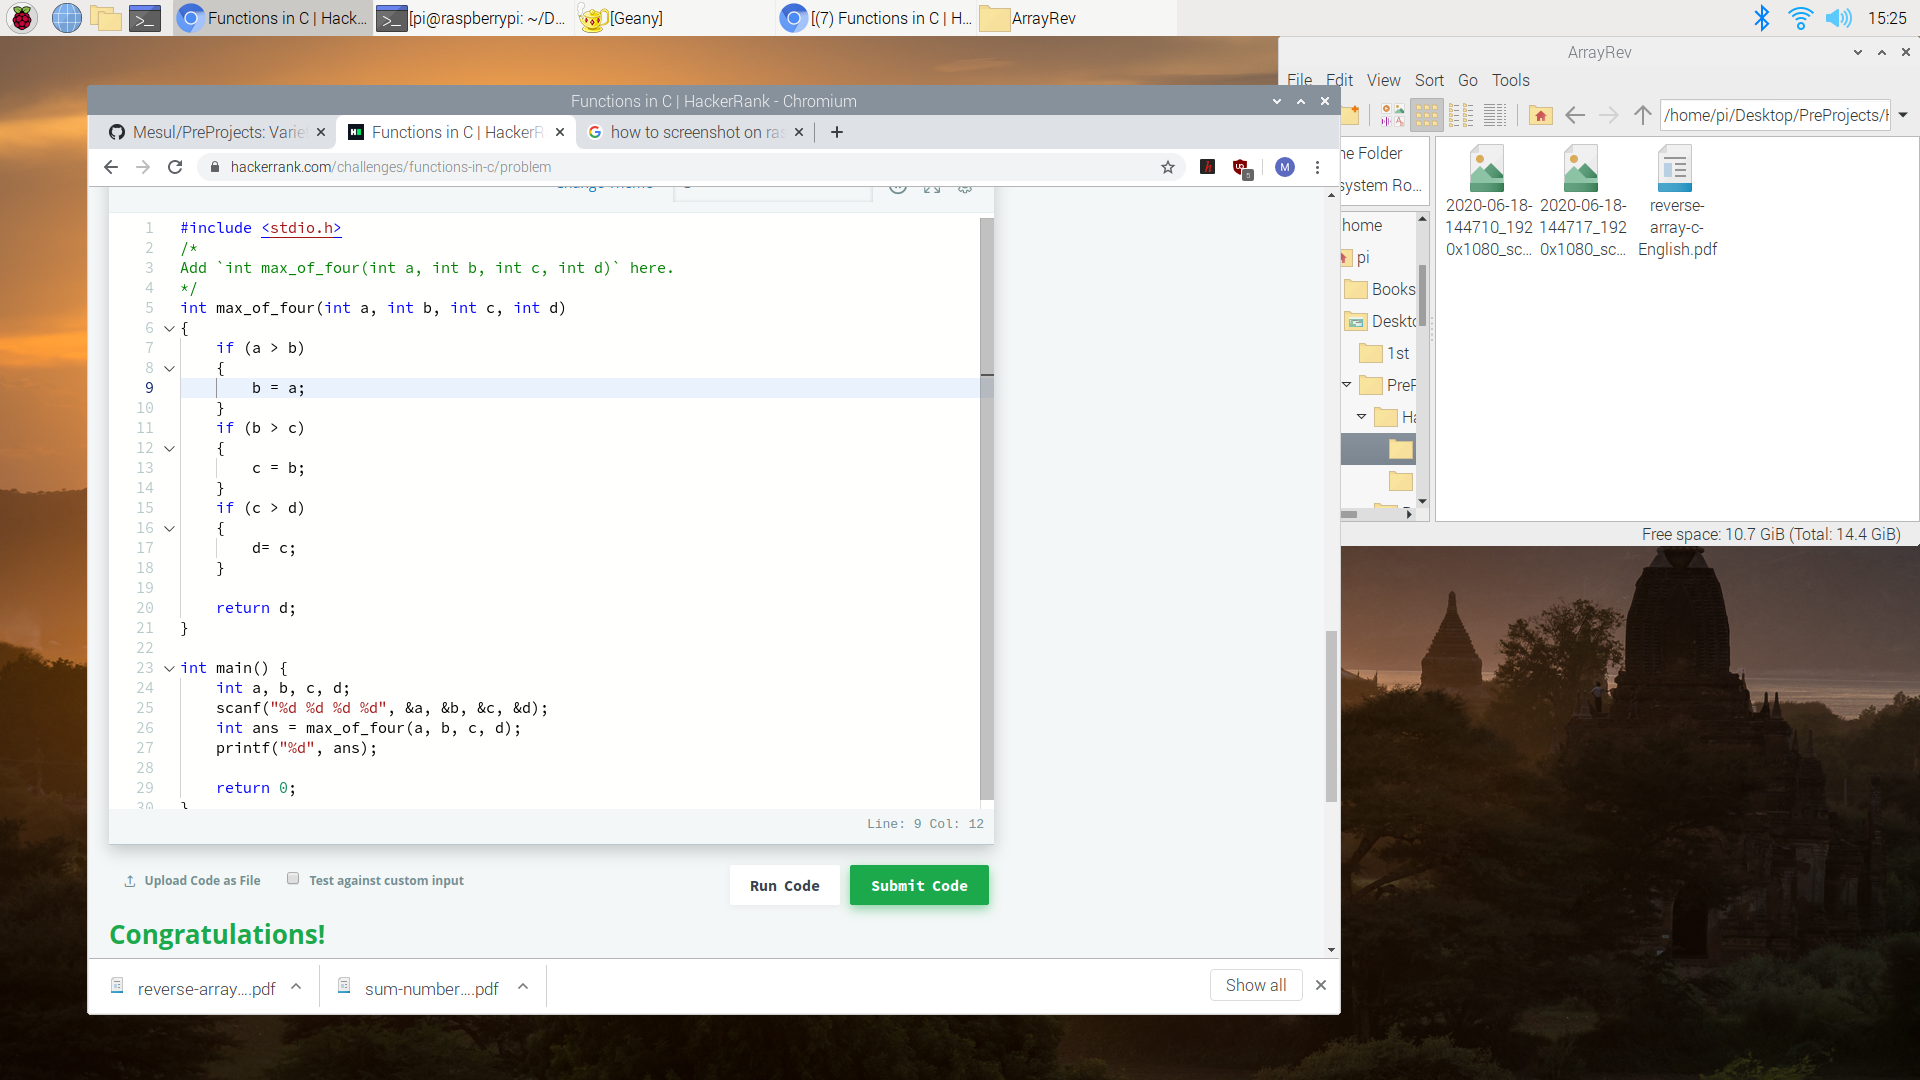 Functions in C | Hack...
[pi@raspberrypi: ~/D...
[Geany]
[(7) Functions in C | H...
ArrayRev
15:25
ArrayRev
File Edit View Sort Go Tools
/home/pi/Desktop/PreProjects/
Functions in C | HackerRank - Chromium
Mesul/PreProjects: Varie
Functions in C | HackerR
how to screenshot on ras
hackerrank.com/challenges/functions-in-c/problem
M
5
1 #include <stdio.h>
2 /*
3 Add `int max_of_four(int a, int b, int c, int d)` here.
4 */
5 int max_of_four(int a, int b, int c, int d)
6 {
7 if (a > b)
8 {
9 b = a;
10 }
11 if (b > c)
12 {
13 c = b;
14 }
15 if (c > d)
16 {
17 d= c;
18 }
19
20 return d;
21 }
22
23 int main() {
24 int a, b, c, d;
25 scanf("%d %d %d %d", &a, &b, &c, &d);
26 int ans = max_of_four(a, b, c, d);
27 printf("%d", ans);
28
29 return 0;
30 }
Line: 9 Col: 12
Upload Code as File
Test against custom input
Run Code
Submit Code
Congratulations!
reverse-array....pdf
sum-number....pdf
Show all
ne Folder
system Ro...
home
pi
Books
Deskto
1st
PreP
Ha
2020-06-18-
144710_192
0x1080_sc...
2020-06-18-
144717_192
0x1080_sc...
reverse-
array-c-
English.pdf
Free space: 10.7 GiB (Total: 14.4 GiB)